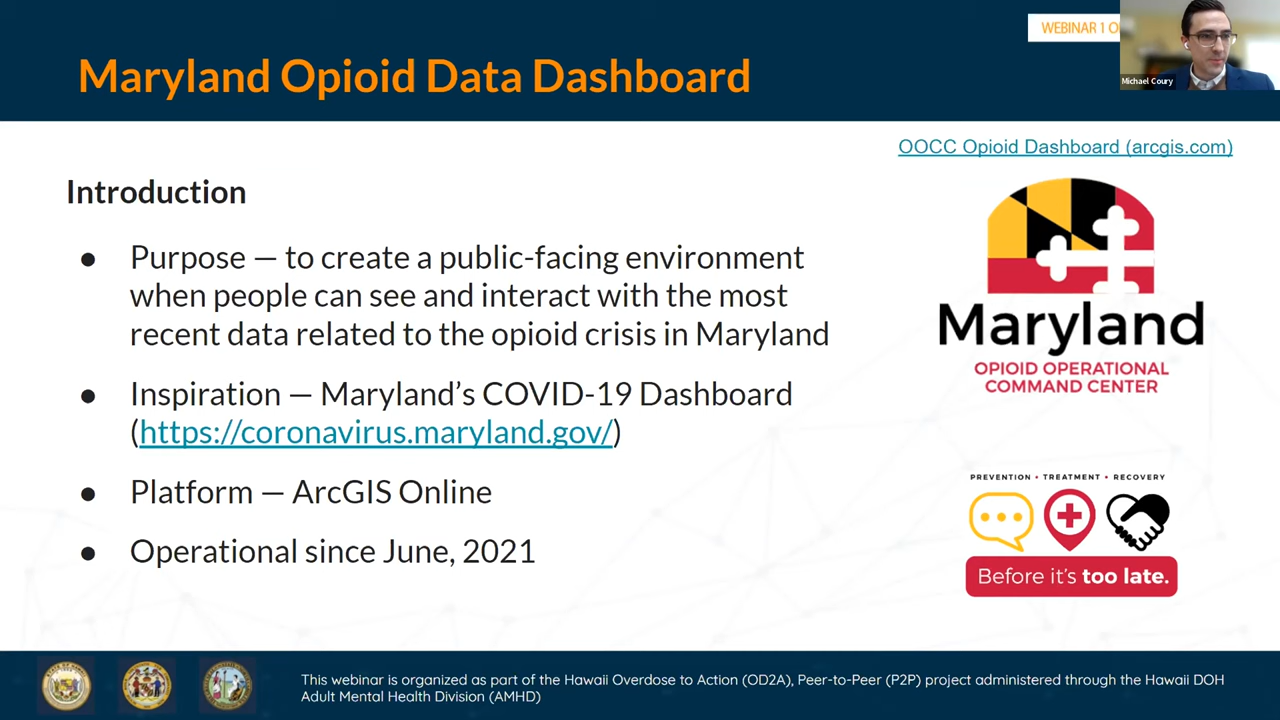 WEBINAR 1 O
Michael Coury
Maryland Opioid Data Dashboard
OOCC Opioid Dashboard (arcgis.com)
Introduction
● Purpose — to create a public-facing environment
when people can see and interact with the most
recent data related to the opioid crisis in Maryland
● Inspiration — Maryland's COVID-19 Dashboard
(https://coronavirus.maryland.gov/)
● Platform — ArcGIS Online
● Operational since June, 2021
Maryland
OPIOID OPERATIONAL
COMMAND CENTER
PREVENTION • TREATMENT • RECOVERY
Before it's too late.
This webinar is organized as part of the Hawaii Overdose to Action (OD2A), Peer-to-Peer (P2P) project administered through the Hawaii DOH
Adult Mental Health Division (AMHD)